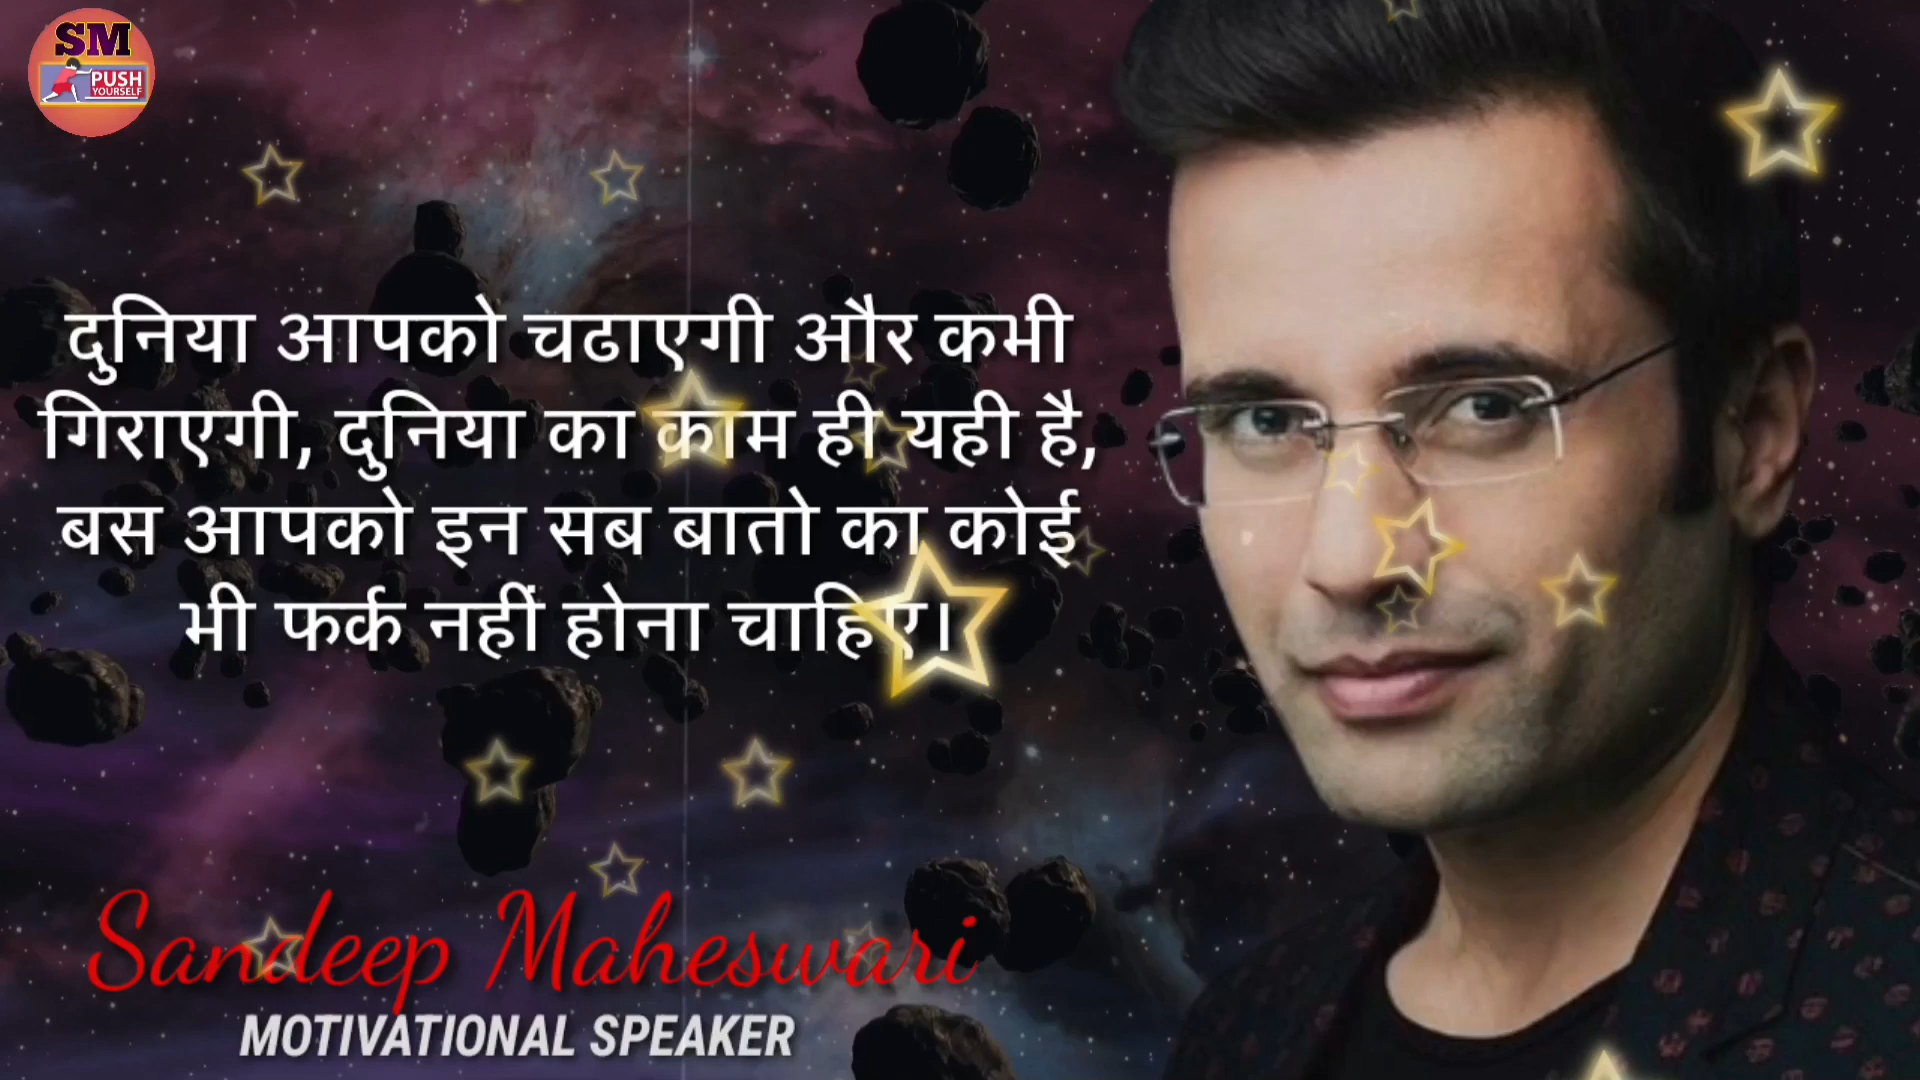 SM
PUSH
YOURSELF
दुनिया आपको चढाएगी और कभी
गिराएगी, दुनिया का काम ही यही है,
बस आपको इन सब बातो का कोई
भी फर्क नहीं होना चाहिए।
Sandeep Maheswari
MOTIVATIONAL SPEAKER